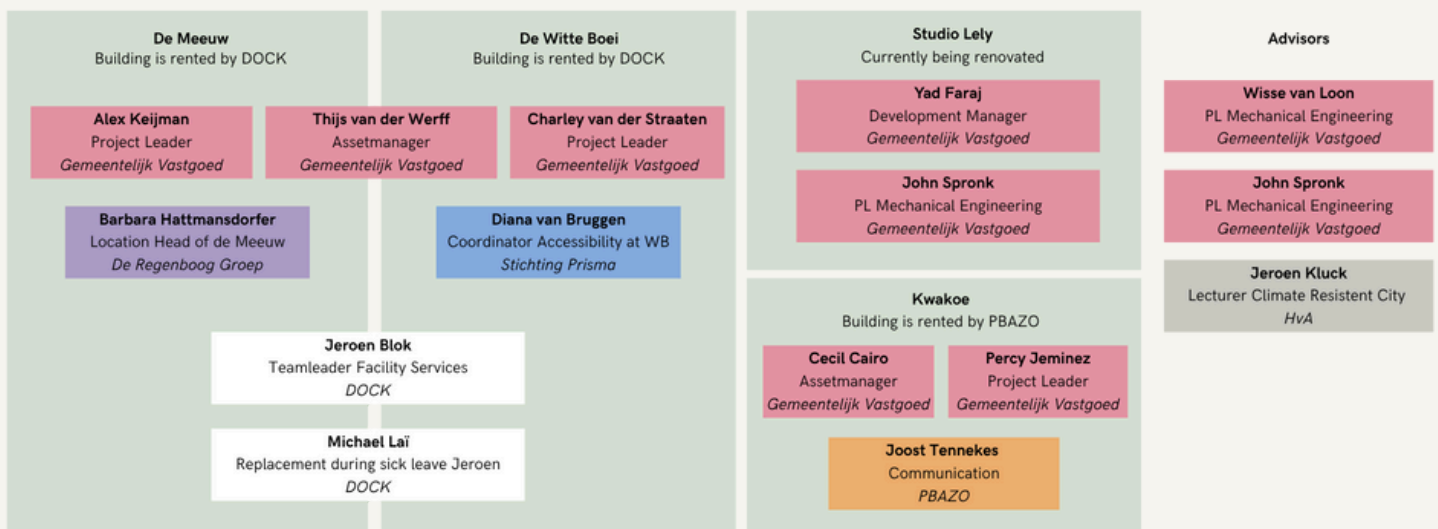 De Meeuw
Building is rented by DOCK
De Witte Boei
Building is rented by DOCK
Alex Keijman
Project Leader
Gemeentelijk Vastgoed
Thijs van der Werff
Assetmanager
Gemeentelijk Vastgoed
Charley van der Straaten
Project Leader
Gemeentelijk Vastgoed
Barbara Hattmansdorfer
Location Head of de Meeuw
De Regenboog Groep
Diana van Bruggen
Coordinator Accessibility at WB
Stichting Prisma
Jeroen Blok
Teamleader Facility Services
DOCK
Michael Laï
Replacement during sick leave Jeroen
DOCK
Studio Lely
Currently being renovated
Yad Faraj
Development Manager
Gemeentelijk Vastgoed
John Spronk
PL Mechanical Engineering
Gemeentelijk Vastgoed
Kwakoe
Building is rented by PBAZO
Cecil Cairo
Assetmanager
Gemeentelijk Vastgoed
Percy Jeminez
Project Leader
Gemeentelijk Vastgoed
Joost Tennekes
Communication
PBAZO
Advisors
Wisse van Loon
PL Mechanical Engineering
Gemeentelijk Vastgoed
John Spronk
PL Mechanical Engineering
Gemeentelijk Vastgoed
Jeroen Kluck
Lecturer Climate Resistent City
HvA